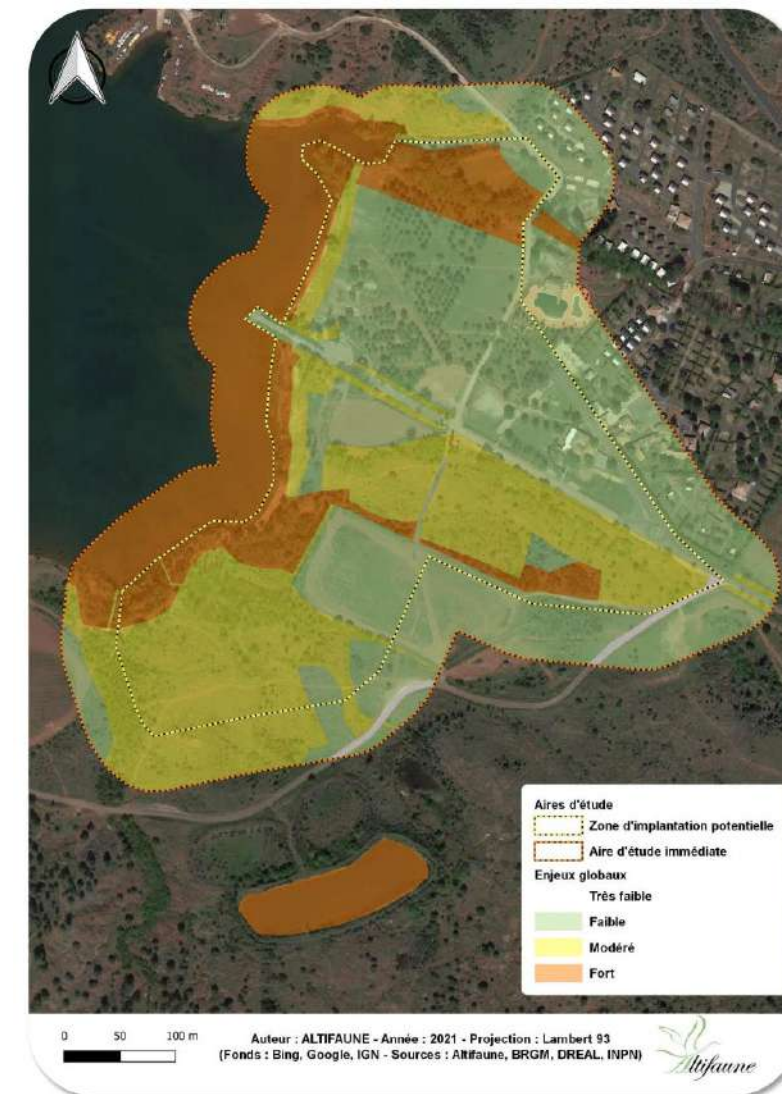 Aires d'étude
Zone d'implantation potentielle
Aire d'étude immédiate
Enjeux globaux
Très faible
Faible
Modéré
Fort
0 50 100 m
Auteur : ALTIFAUNE - Année : 2021 - Projection : Lambert 93
(Fonds : Bing, Google, IGN - Sources : Altifaune, BRGM, DREAL, INPN)
Altifaune